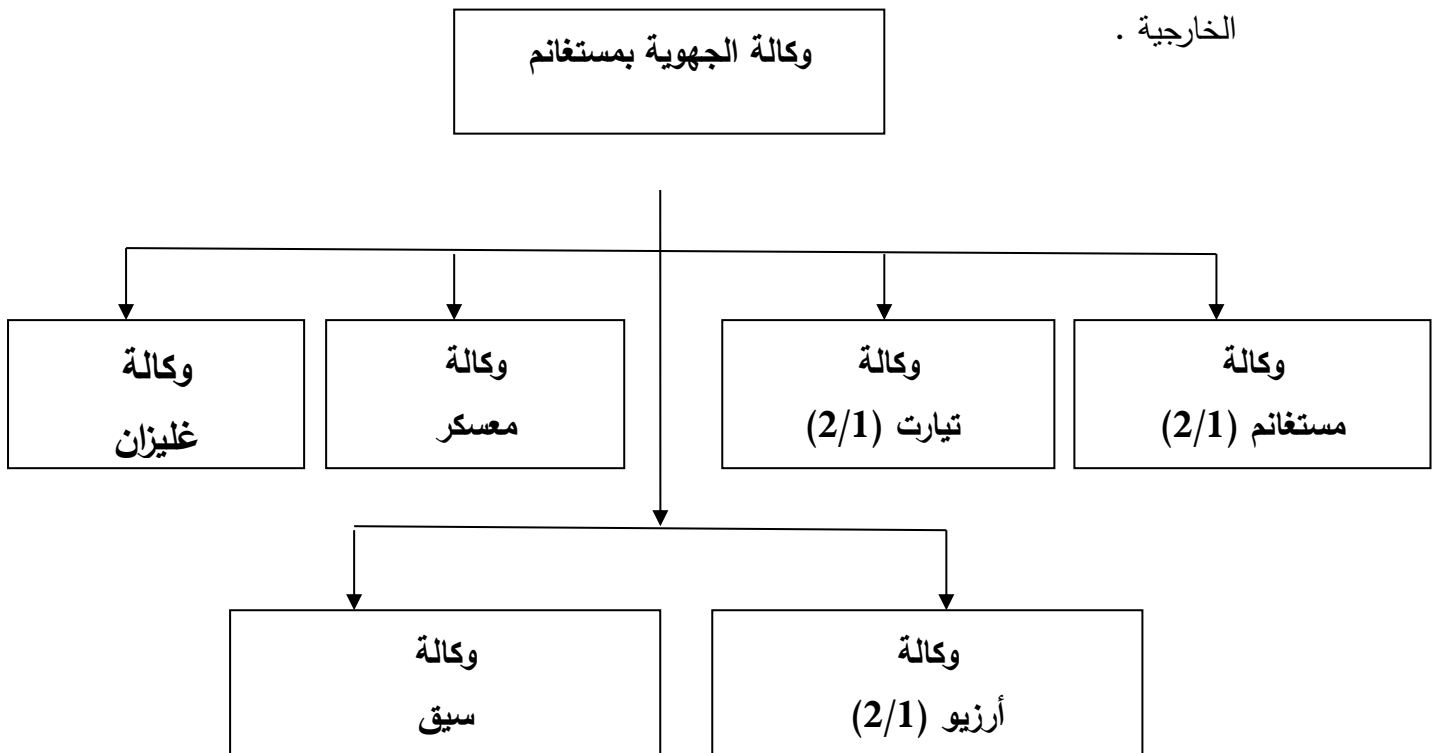 الخارجية .
وكالة الجهوية بمستغانم
وكالة
مستغانم (2/1)
وكالة
تيارت (2/1)
وكالة
معسكر
وكالة
غليزان
وكالة
أرزيو (2/1)
وكالة
سيق